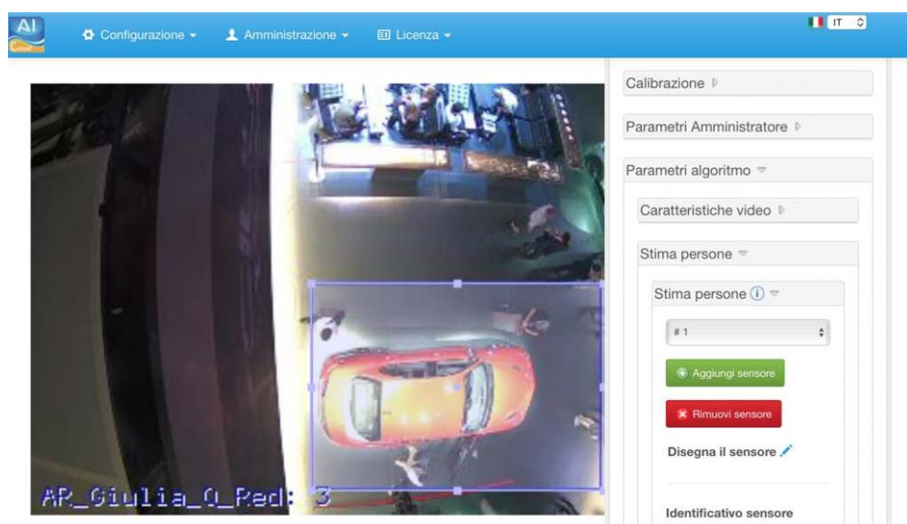 AI
Configurazione
Amministrazione
Licenza
IT
Calibrazione
Parametri Amministratore
Parametri algoritmo
Caratteristiche video
Stima persone
Stima persone
# 1
Aggiungi sensore
Rimuovi sensore
Disegna il sensore
Identificativo sensore
AR_Giulia_Q_Red: 3